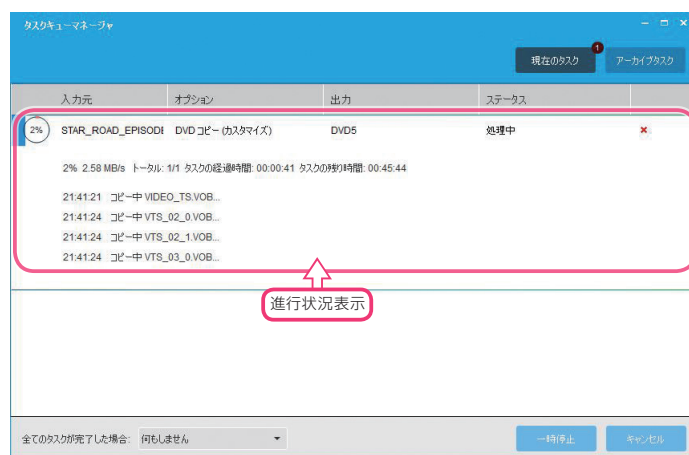 タスクキューマネージャ
現在のタスク 1 アーカイブタスク
入力元 オプション 出力 ステータス
2% STAR_ROAD_EPISODE DVD コピー (カスタマイズ) DVD5 処理中
2% 2.58 MB/s トータル: 1/1 タスクの経過時間: 00:00:41 タスクの残り時間: 00:45:44
21:41:21 コピー中 VIDEO_TS.VOB...
21:41:24 コピー中 VTS_02_0.VOB...
21:41:24 コピー中 VTS_02_1.VOB...
21:41:24 コピー中 VTS_03_0.VOB...
進行状況表示
全てのタスクが完了した場合: 何もしません 一時停止 キャンセル